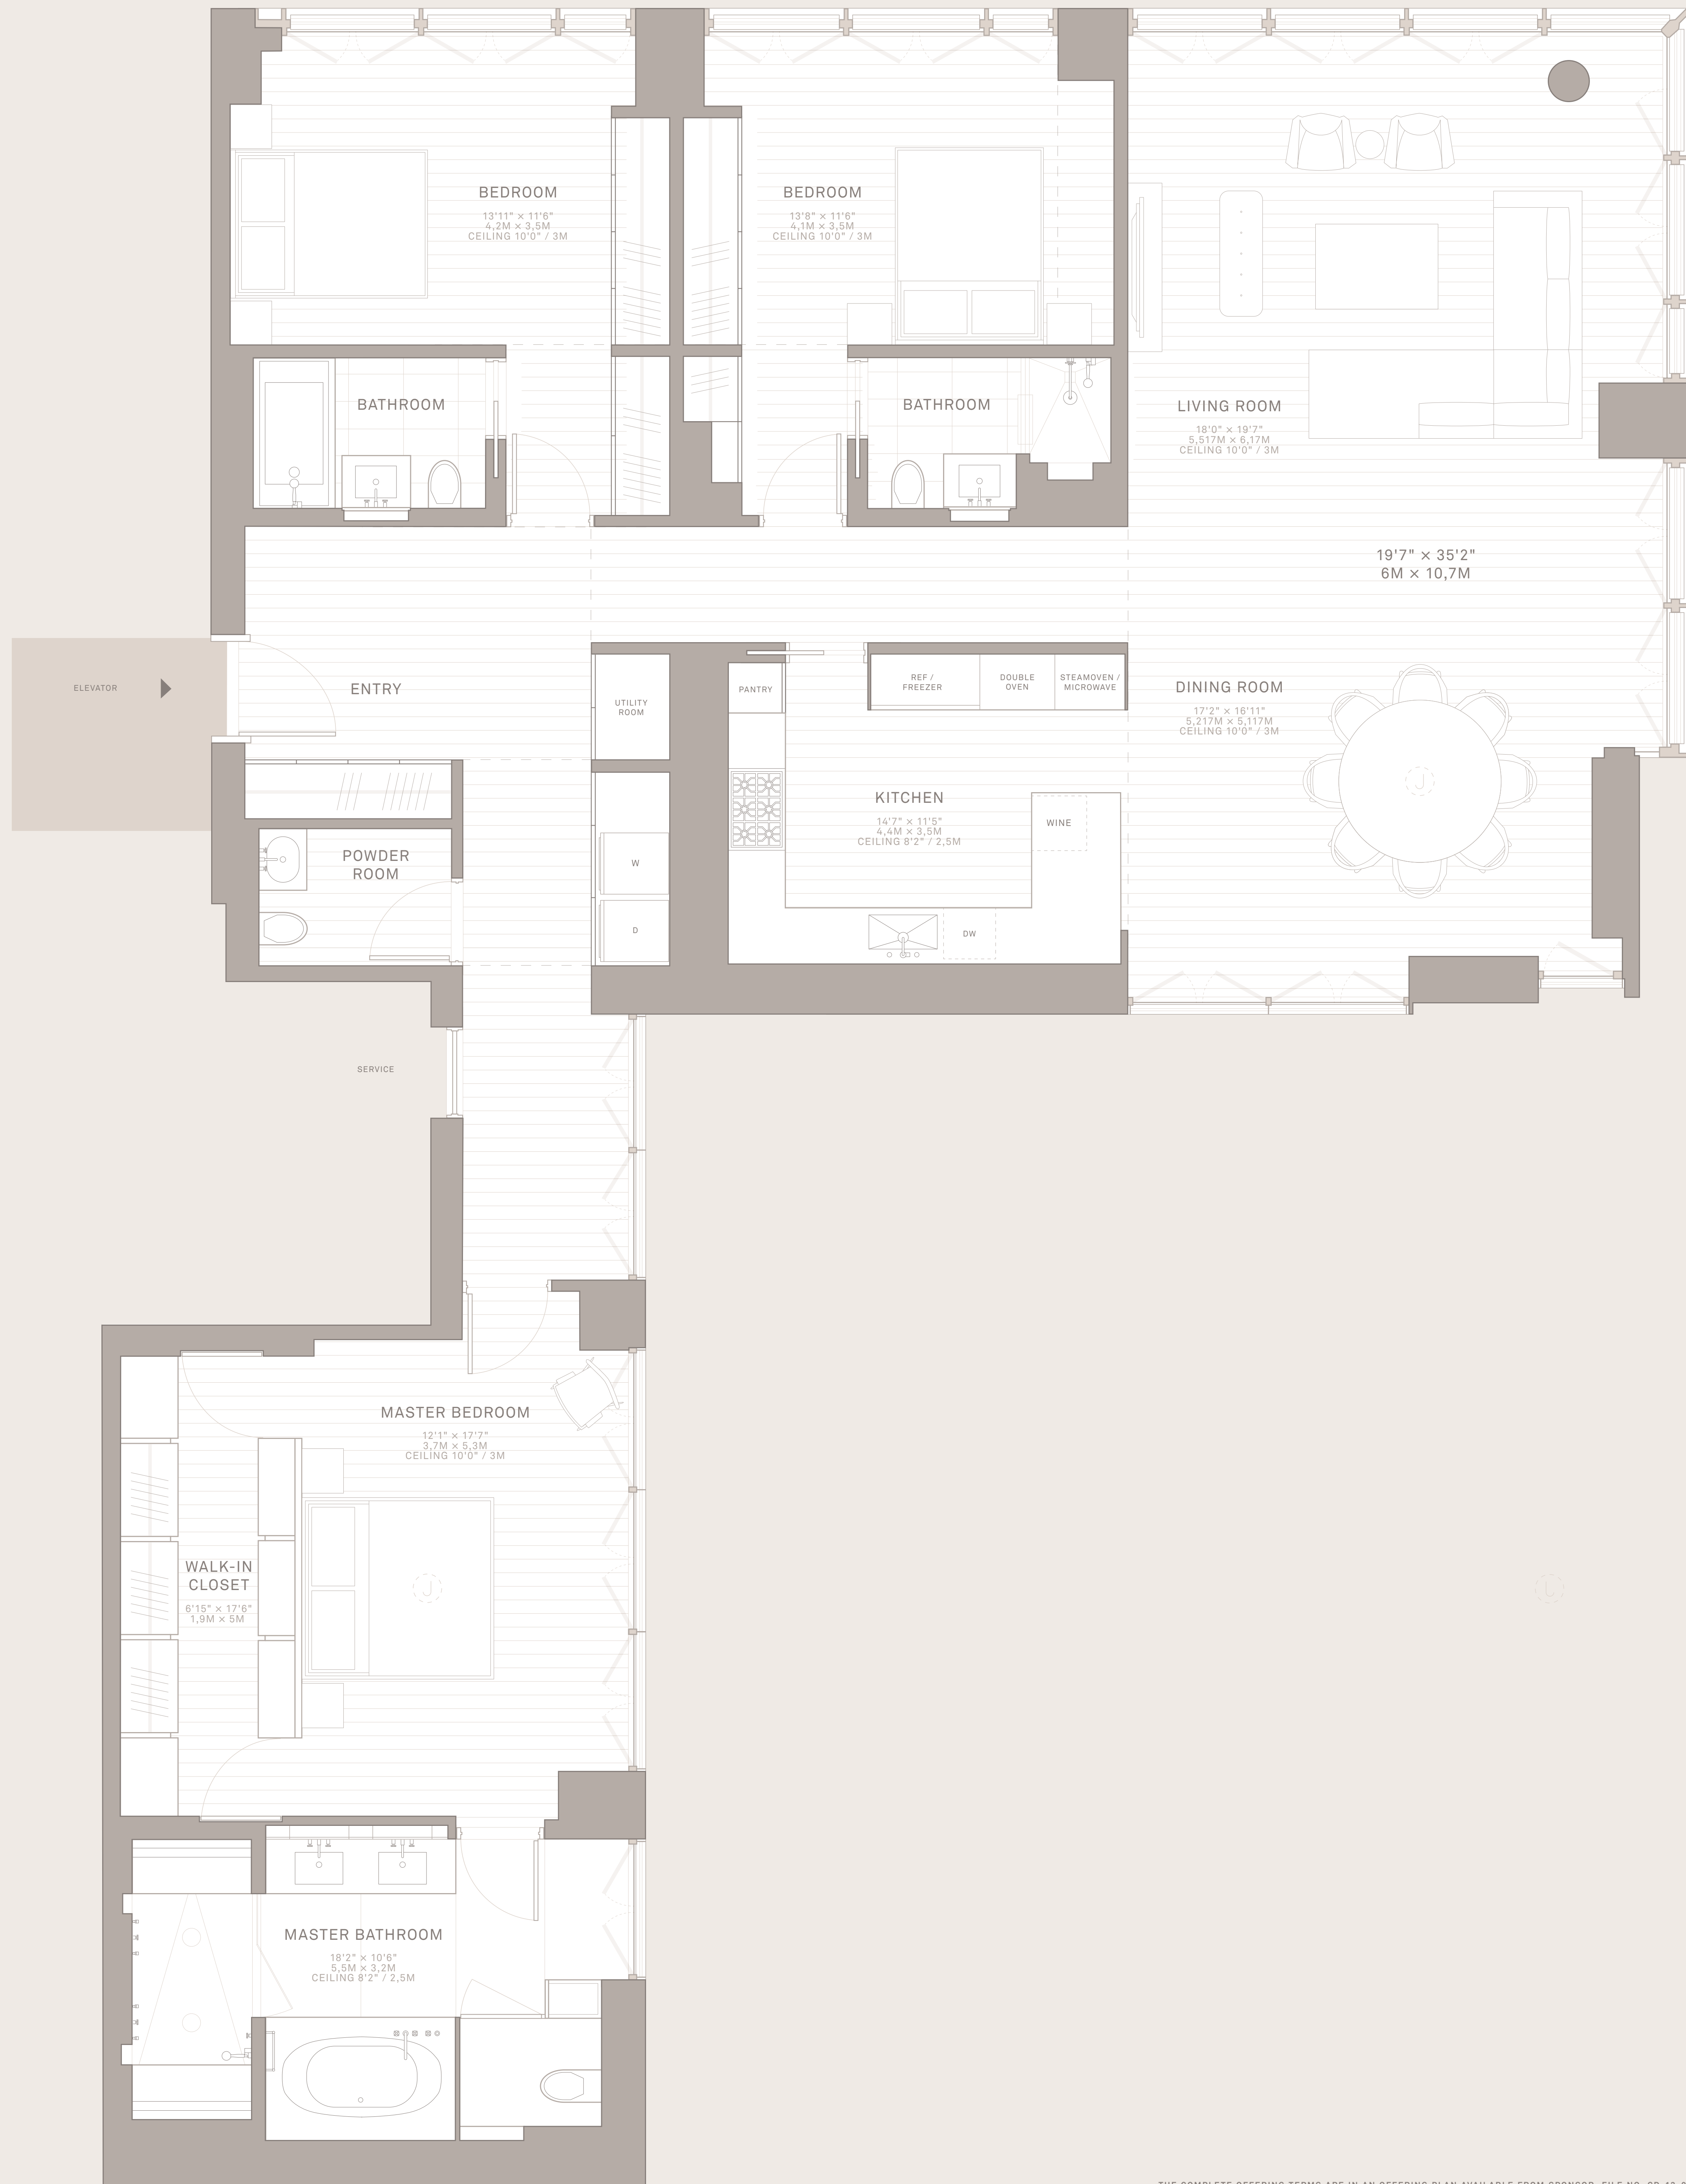 BEDROOM
13'11" × 11'6"
4,2M × 3,5M
CEILING 10'0" / 3M
BEDROOM
13'8" × 11'6"
4,1M × 3,5M
CEILING 10'0" / 3M
BATHROOM
BATHROOM
LIVING ROOM
18'0" × 19'7"
5,517M × 6,17M
CEILING 10'0" / 3M
19'7" × 35'2"
6M × 10,7M
ELEVATOR
ENTRY
UTILITY
ROOM
PANTRY
REF /
FREEZER
DOUBLE
OVEN
STEAMOVEN /
MICROWAVE
DINING ROOM
17'2" × 16'11"
5,217M × 5,117M
CEILING 10'0" / 3M
J
KITCHEN
14'7" × 11'5"
4,4M × 3,5M
CEILING 8'2" / 2,5M
WINE
POWDER
ROOM
W
D
DW
SERVICE
MASTER BEDROOM
12'1" × 17'7"
3,7M × 5,3M
CEILING 10'0" / 3M
WALK-IN
CLOSET
6'15" × 17'6"
1,9M × 5M
J
MASTER BATHROOM
18'2" × 10'6"
5,5M × 3,2M
CEILING 8'2" / 2,5M